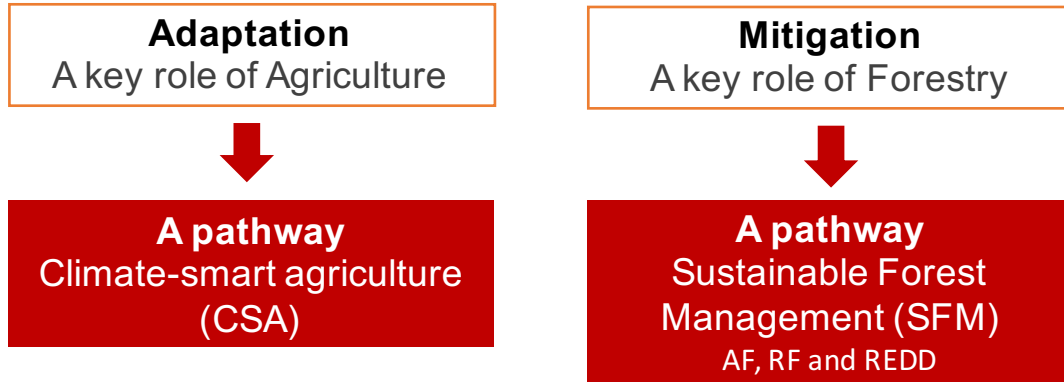 Adaptation
A key role of Agriculture
Mitigation
A key role of Forestry
A pathway
Climate-smart agriculture
(CSA)
A pathway
Sustainable Forest
Management (SFM)
AF, RF and REDD